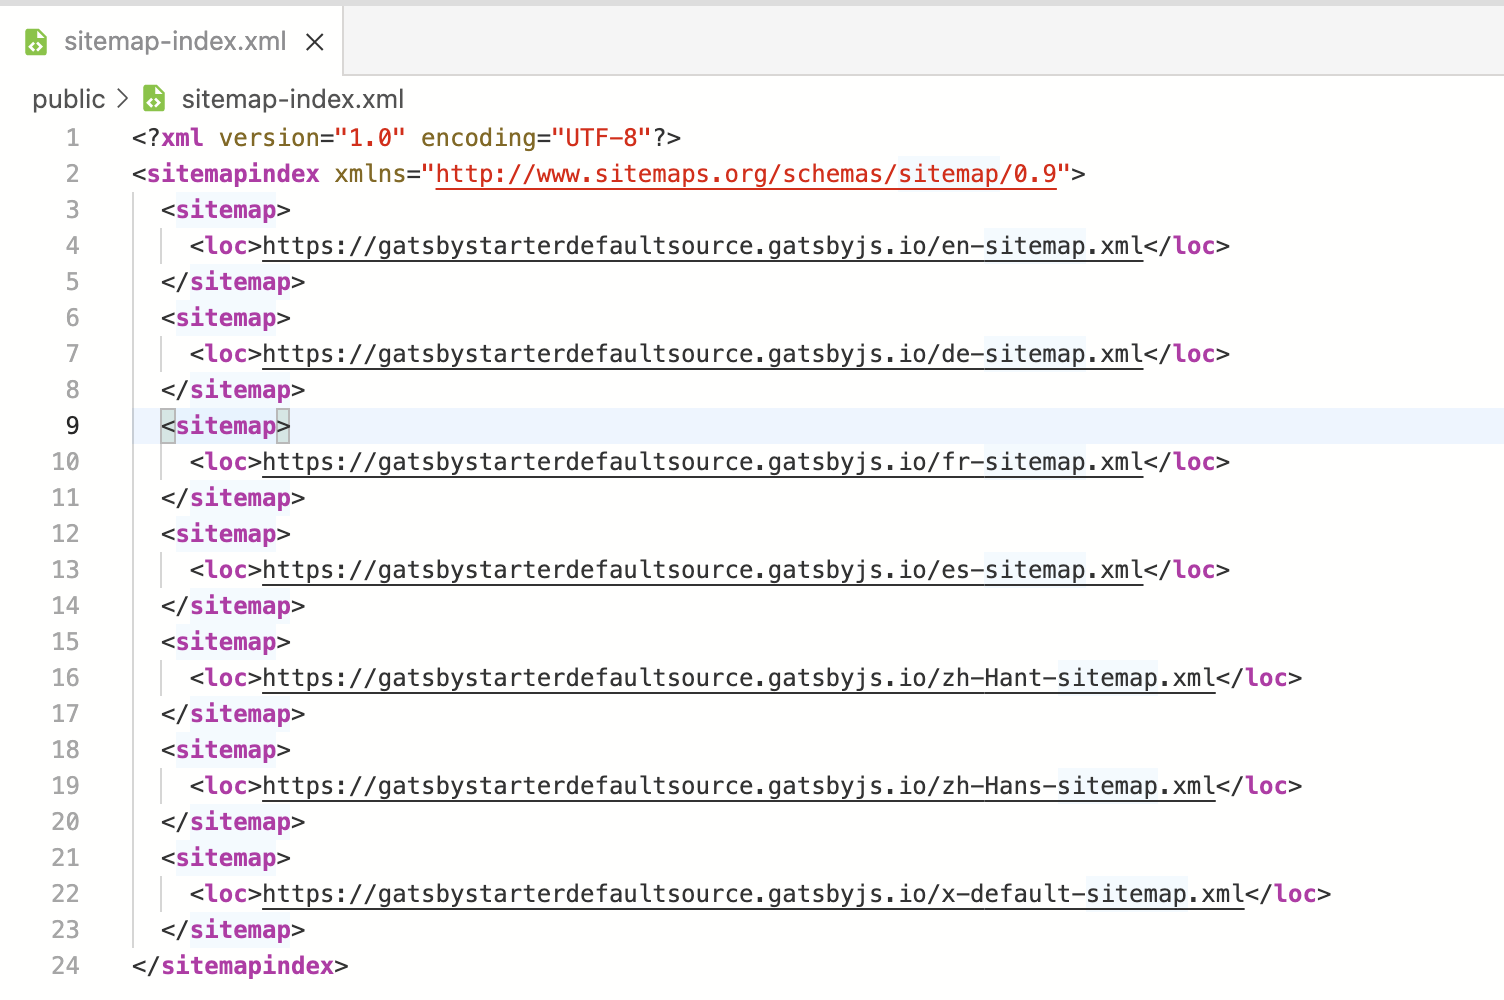 sitemap-index.xml
public > sitemap-index.xml
1 <?xml version="1.0" encoding="UTF-8"?>
2 <sitemapindex xmlns="http://www.sitemaps.org/schemas/sitemap/0.9">
3 <sitemap>
4 <loc>https://gatsbystarterdefaultsource.gatsbyjs.io/en-sitemap.xml</loc>
5 </sitemap>
6 <sitemap>
7 <loc>https://gatsbystarterdefaultsource.gatsbyjs.io/de-sitemap.xml</loc>
8 </sitemap>
9 <sitemap>
10 <loc>https://gatsbystarterdefaultsource.gatsbyjs.io/fr-sitemap.xml</loc>
11 </sitemap>
12 <sitemap>
13 <loc>https://gatsbystarterdefaultsource.gatsbyjs.io/es-sitemap.xml</loc>
14 </sitemap>
15 <sitemap>
16 <loc>https://gatsbystarterdefaultsource.gatsbyjs.io/zh-Hant-sitemap.xml</loc>
17 </sitemap>
18 <sitemap>
19 <loc>https://gatsbystarterdefaultsource.gatsbyjs.io/zh-Hans-sitemap.xml</loc>
20 </sitemap>
21 <sitemap>
22 <loc>https://gatsbystarterdefaultsource.gatsbyjs.io/x-default-sitemap.xml</loc>
23 </sitemap>
24 </sitemapindex>